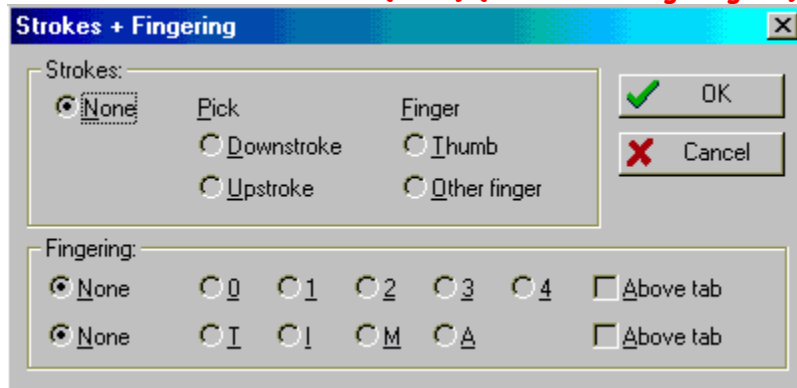 Strokes + Fingering
Strokes:
None Pick Finger OK
Downstroke Thumb Cancel
Upstroke Other finger
Fingering:
None 0 1 2 3 4 Above tab
None T I M A Above tab